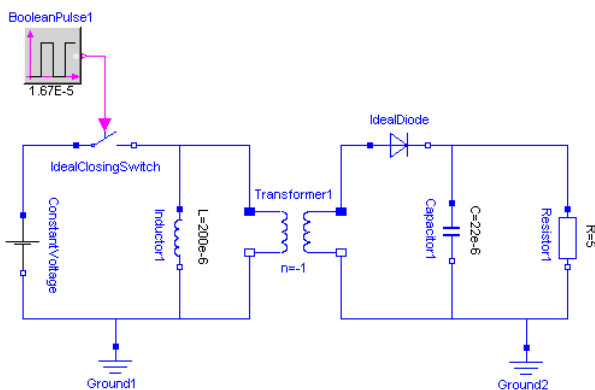 BooleanPulse1
1.67E-5
IdealClosingSwitch
IdealDiode
ConstantVoltage
Inductor1
L=200e-6
Transformer1
n=-1
Capacitor1
C=22e-6
Resistor1
R=5
Ground1
Ground2